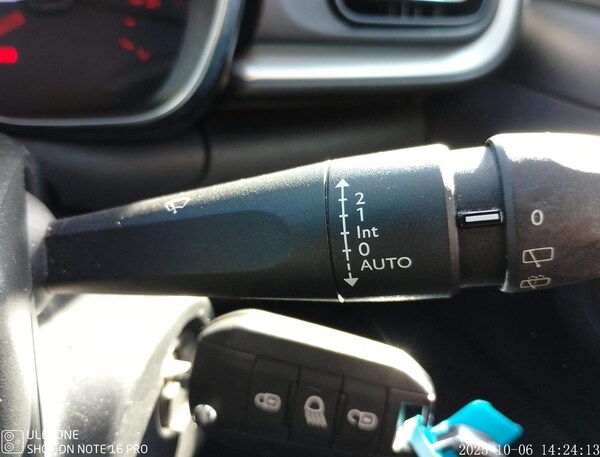 2
1
Int
0
AUTO
0
ULEFONE
SHOT ON NOTE 16 PRO
2025-10-06 14:24:13